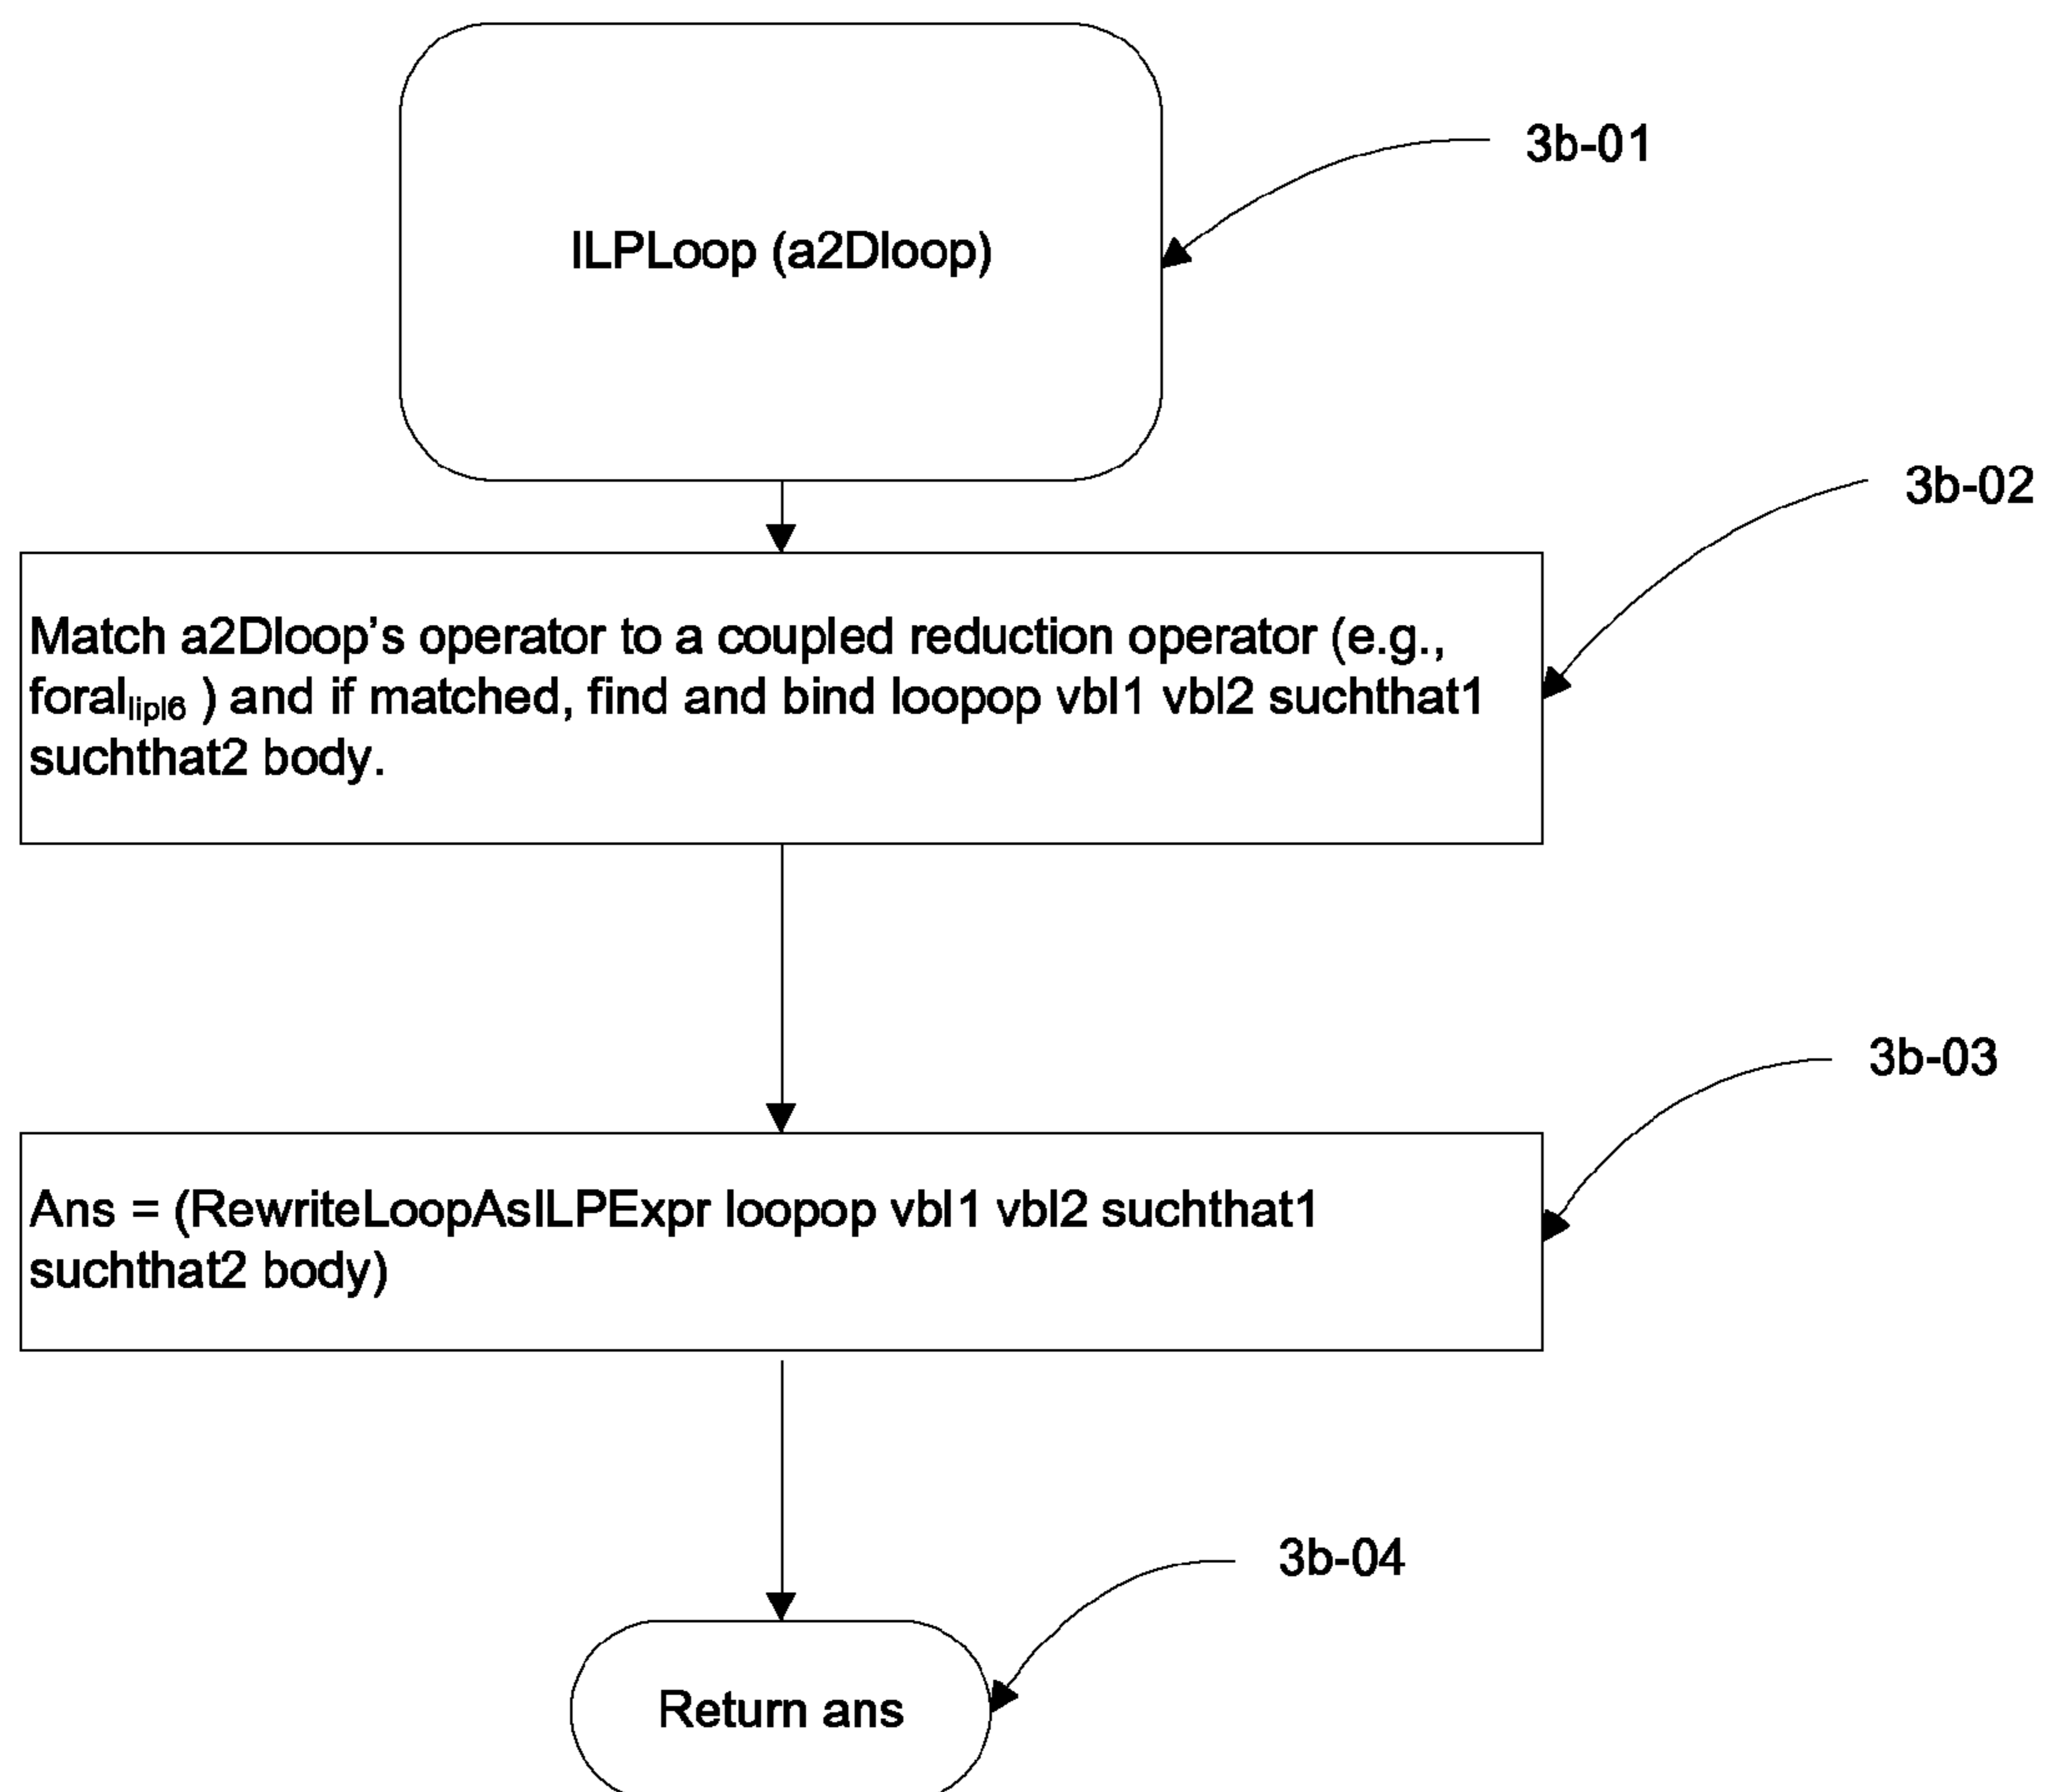 ILPLoop (a2Dloop)
3b-01
3b-02
Match a2Dloop’s operator to a coupled reduction operator (e.g.,
forallipl6 ) and if matched, find and bind loopop vbl1 vbl2 suchthat1
suchthat2 body.
3b-03
Ans = (RewriteLoopAsILPExpr loopop vbl1 vbl2 suchthat1
suchthat2 body)
3b-04
Return ans